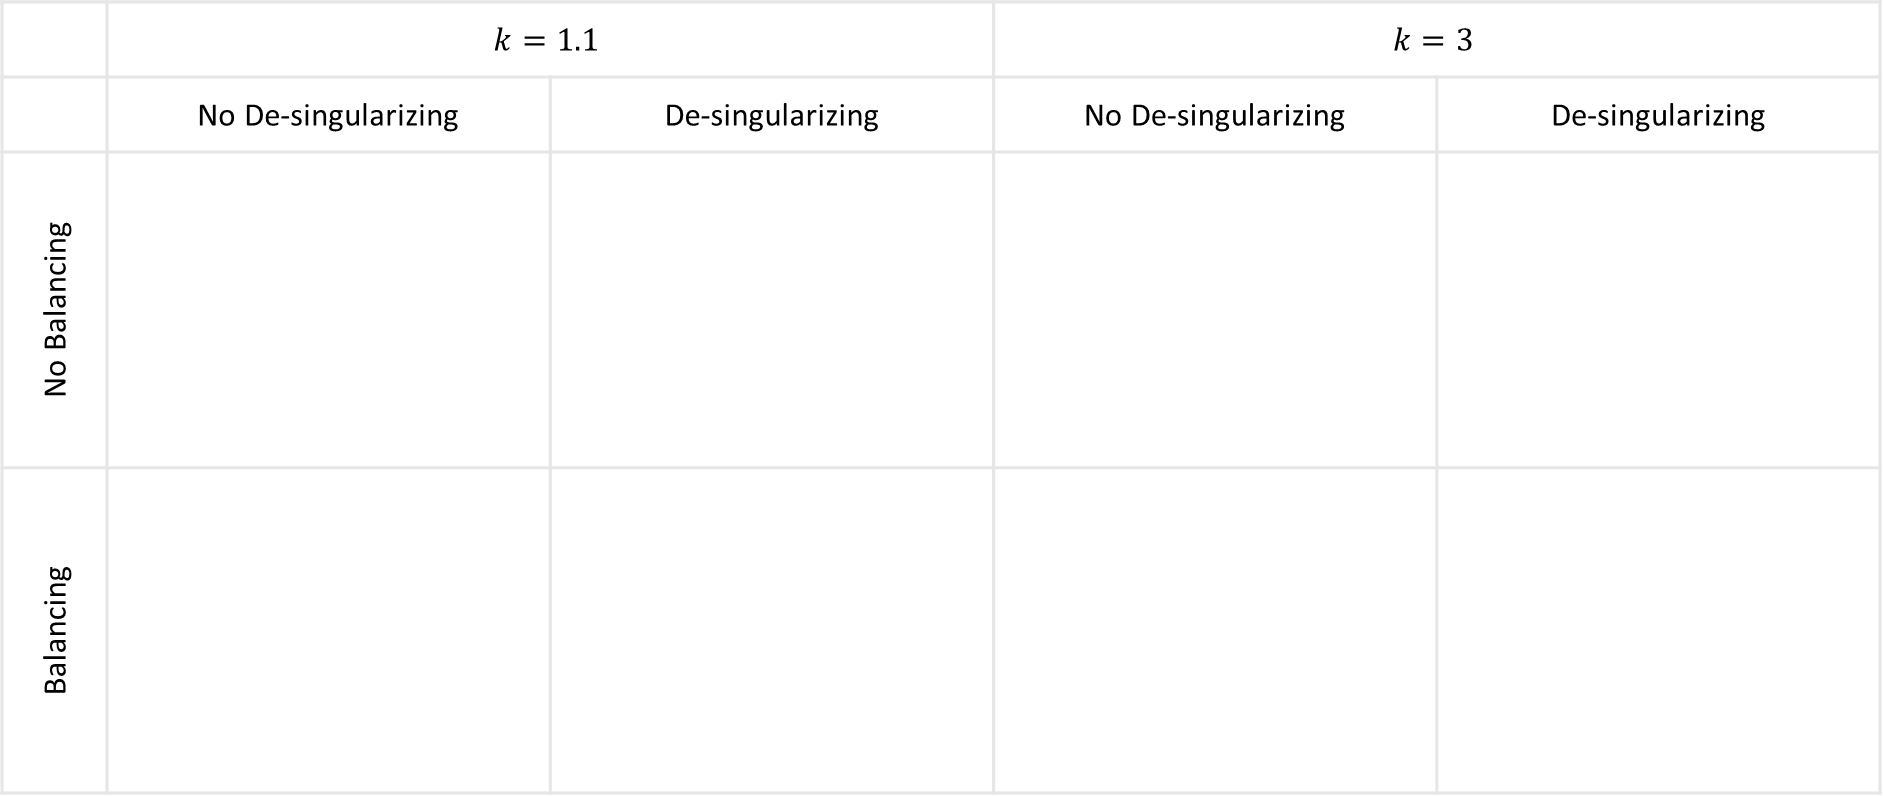 k = 1.1
k = 3
No De-singularizing
De-singularizing
No De-singularizing
De-singularizing
No Balancing
Balancing